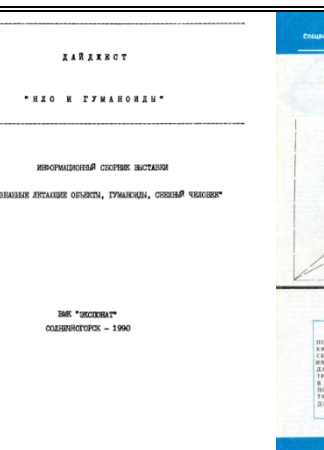 ДАЙДЖЕСТ
"НЛО И ГУМАНОИДЫ"
ИНФОРМАЦИОННЫЙ СБОРНИК ВЫСТАВКИ
ЛЕТАЮЩИЕ ОБЪЕКТЫ, ГУМАНОИДЫ, СНЕЖНЫЙ ЧЕЛОВЕК"
ВМК "ЭКСПОНАТ"
СОЛНЕЧНОГОРСК - 1990